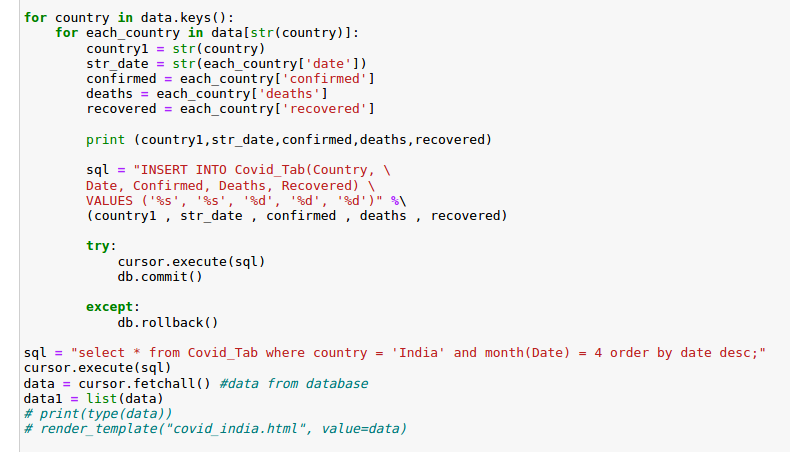 for country in data.keys():
    for each_country in data[str(country)]:
        country1 = str(country)
        str_date = str(each_country['date'])
        confirmed = each_country['confirmed']
        deaths = each_country['deaths']
        recovered = each_country['recovered']

        print (country1,str_date,confirmed,deaths,recovered)

        sql = "INSERT INTO Covid_Tab(Country, \
        Date, Confirmed, Deaths, Recovered) \
        VALUES ('%s', '%s', '%d', '%d', '%d')" %\
        (country1 , str_date , confirmed , deaths , recovered)

        try:
            cursor.execute(sql)
            db.commit()

        except:
            db.rollback()

sql = "select * from Covid_Tab where country = 'India' and month(Date) = 4 order by date desc;"
cursor.execute(sql)
data = cursor.fetchall() #data from database
data1 = list(data)
# print(type(data))
# render_template("covid_india.html", value=data)